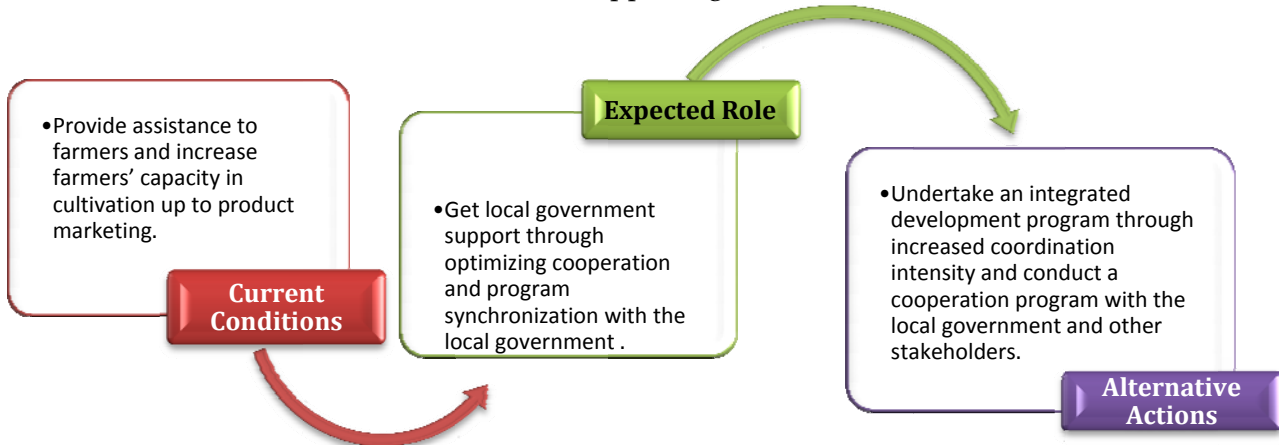 •Provide assistance to
farmers and increase
farmers’ capacity in
cultivation up to product
marketing.
Current
Conditions
Expected Role
•Get local government
support through
optimizing cooperation
and program
synchronization with the
local government .
•Undertake an integrated
development program through
increased coordination
intensity and conduct a
cooperation program with the
local government and other
stakeholders.
Alternative
Actions